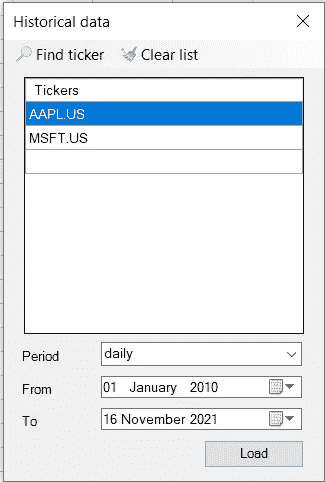 Historical data
Find ticker Clear list
Tickers
AAPL.US
MSFT.US
Period daily
From 01 January 2010
To 16 November 2021
Load